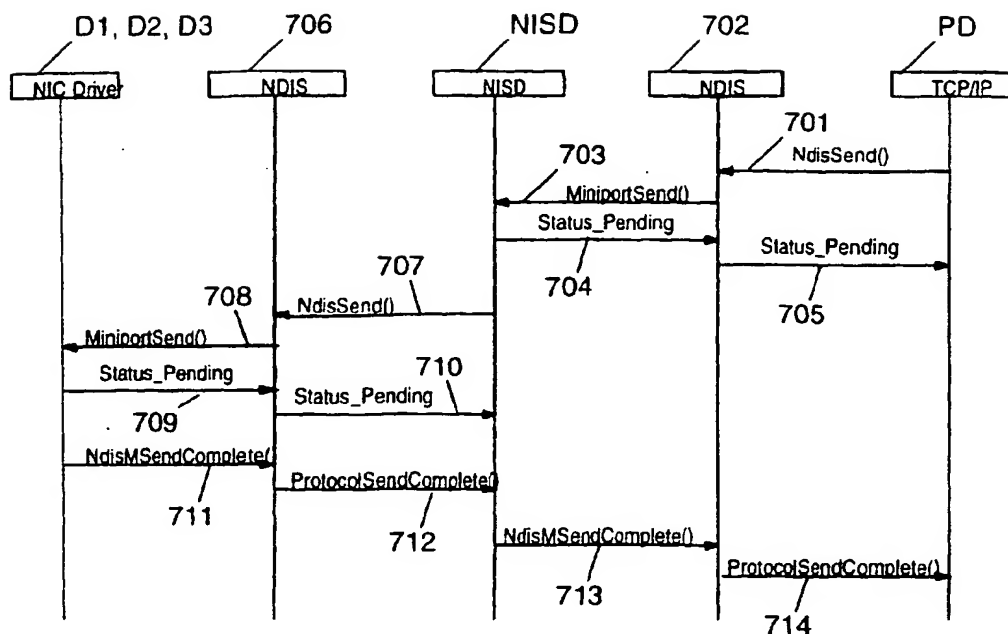 D1, D2, D3 706 NISD 702 PD
NIC Driver NDIS NISD NDIS TCP/IP
701
NdisSend()
703
MiniportSend()
Status_Pending
704
Status_Pending
705
707
NdisSend()
708
MiniportSend()
Status_Pending
709
710
Status_Pending
NdisMSendComplete()
711
ProtocolSendComplete()
712
NdisMSendComplete()
713
ProtocolSendComplete()
714